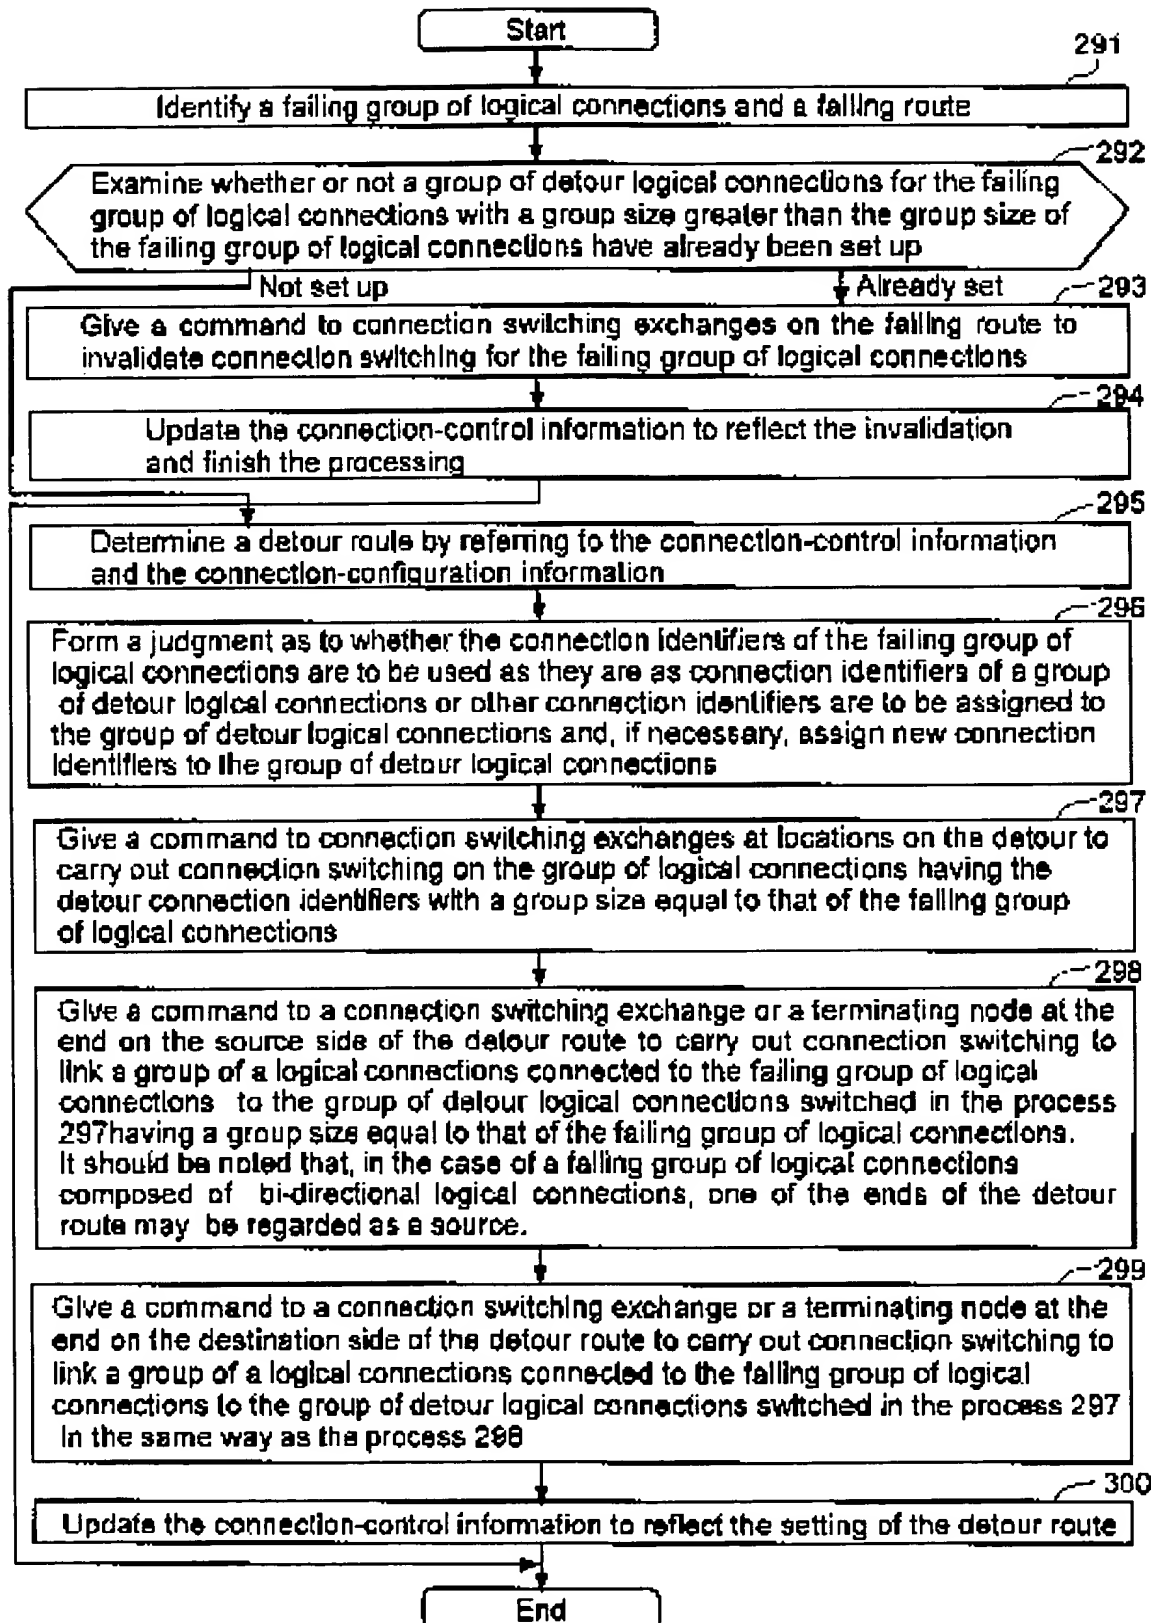 Start
291
Identify a failing group of logical connections and a failing route
292
Examine whether or not a group of detour logical connections for the failing
group of logical connections with a group size greater than the group size of
the failing group of logical connections have already been set up
Not set up
Already set
293
Give a command to connection switching exchanges on the failing route to
invalidate connection switching for the failing group of logical connections
294
Update the connection-control information to reflect the invalidation
and finish the processing
295
Determine a detour route by referring to the connection-control information
and the connection-configuration information
296
Form a judgment as to whether the connection identifiers of the failing group of
logical connections are to be used as they are as connection identifiers of a group
of detour logical connections or other connection identifiers are to be assigned to
the group of detour logical connections and, if necessary, assign new connection
identifiers to the group of detour logical connections
297
Give a command to connection switching exchanges at locations on the detour to
carry out connection switching on the group of logical connections having the
detour connection identifiers with a group size equal to that of the failing group
of logical connections
298
Give a command to a connection switching exchange or a terminating node at the
end on the source side of the detour route to carry out connection switching to
link a group of a logical connections connected to the failing group of logical
connections to the group of detour logical connections switched in the process
297having a group size equal to that of the failing group of logical connections.
It should be noted that, in the case of a failing group of logical connections
composed of bi-directional logical connections, one of the ends of the detour
route may be regarded as a source.
299
Give a command to a connection switching exchange or a terminating node at the
end on the destination side of the detour route to carry out connection switching to
link a group of a logical connections connected to the failing group of logical
connections to the group of detour logical connections switched in the process 297
in the same way as the process 298
300
Update the connection-control information to reflect the setting of the detour route
End